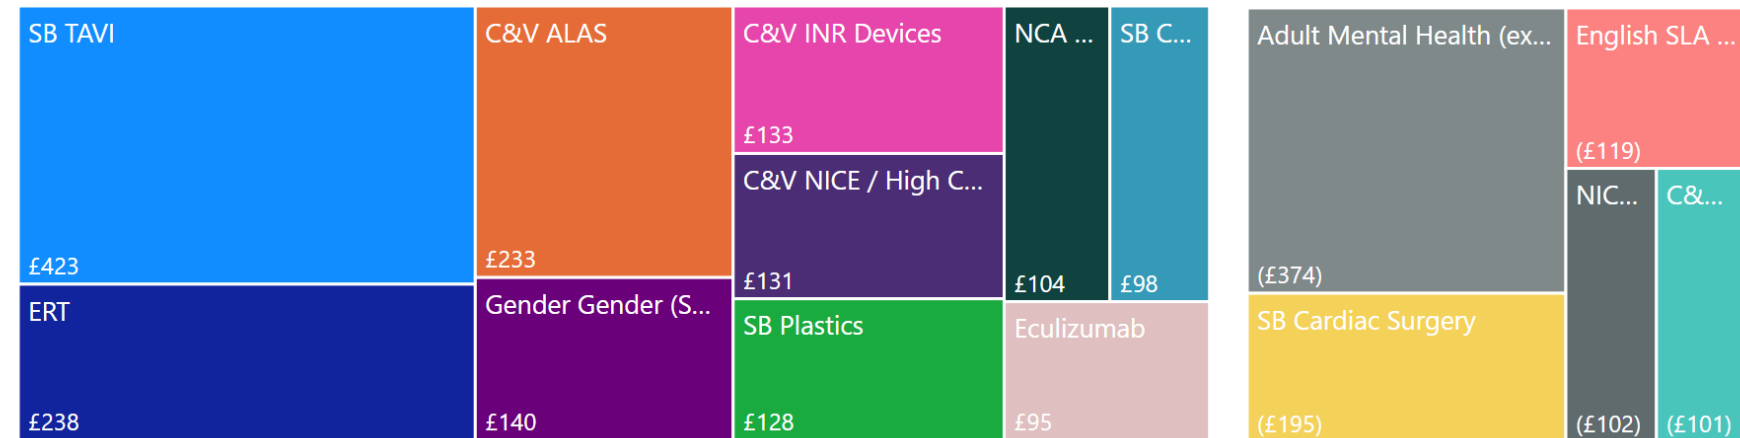 SB TAVI
£423
ERT
£238
C&V ALAS
£233
Gender Gender (S...
£140
C&V INR Devices
£133
C&V NICE / High C...
£131
SB Plastics
£128
NCA ...
£104
SB C...
£98
Eculizumab
£95
Adult Mental Health (ex...
(£374)
SB Cardiac Surgery
(£195)
English SLA ...
(£119)
NIC...
(£102)
C&...
(£101)